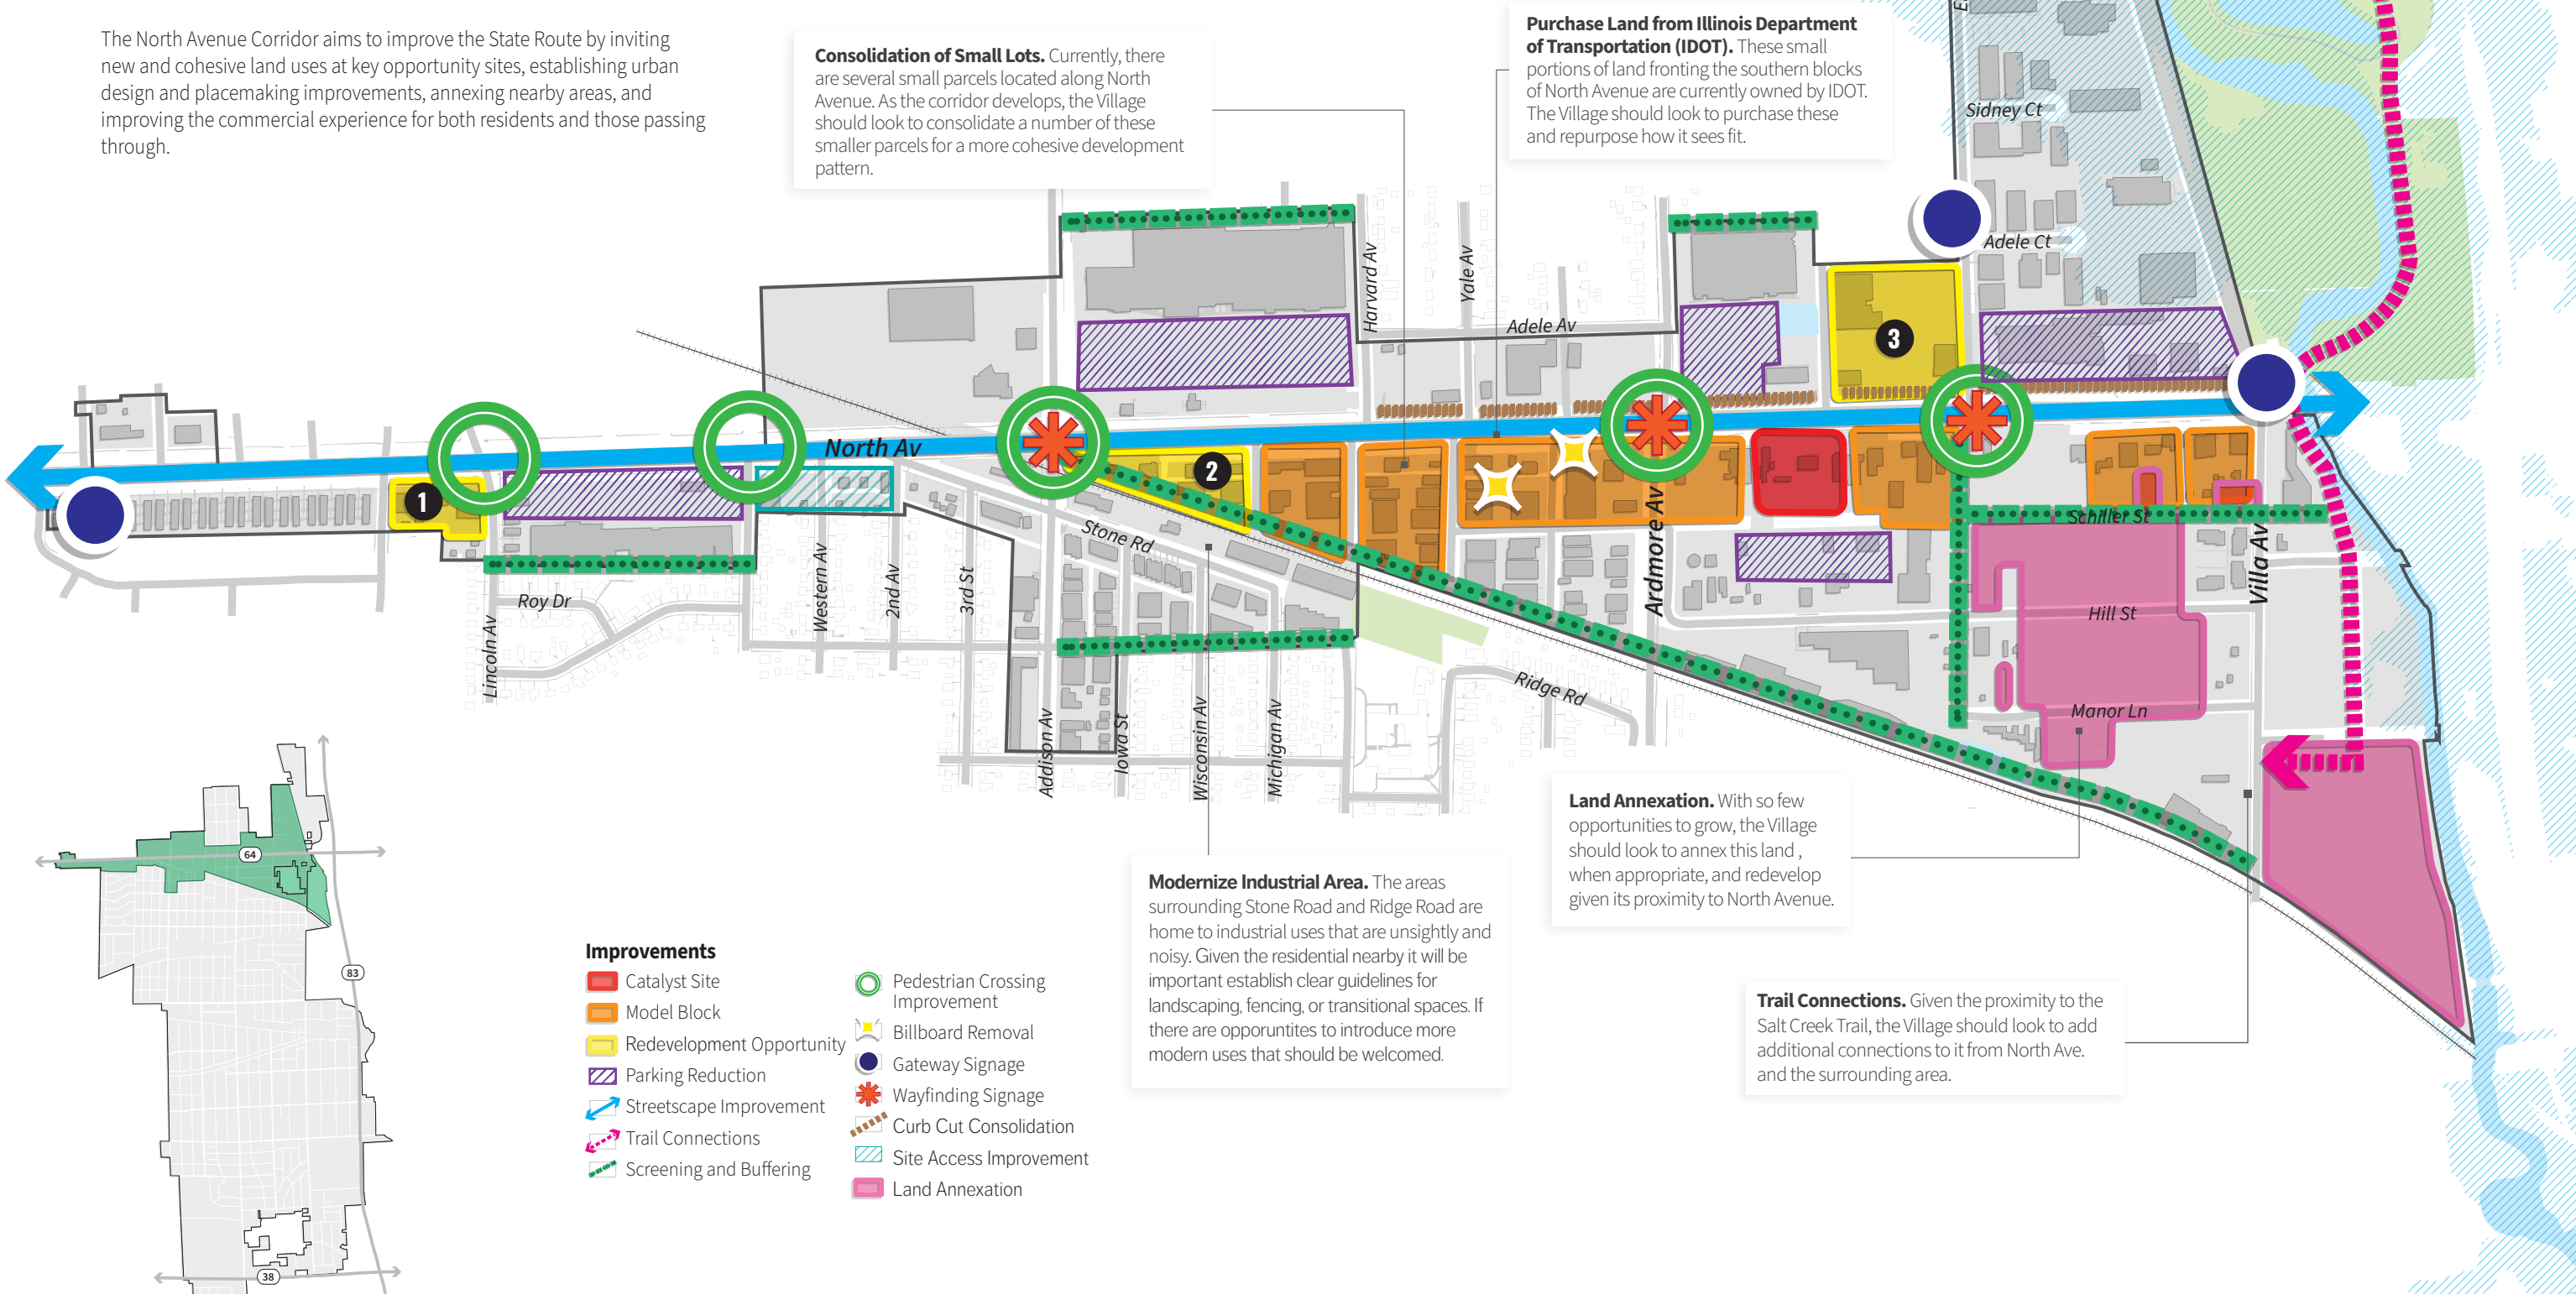 The North Avenue Corridor aims to improve the State Route by inviting
new and cohesive land uses at key opportunity sites, establishing urban
design and placemaking improvements, annexing nearby areas, and
improving the commercial experience for both residents and those passing
through.
Consolidation of Small Lots. Currently, there
are several small parcels located along North
Avenue. As the corridor develops, the Village
should look to consolidate a number of these
smaller parcels for a more cohesive development
pattern.
Purchase Land from Illinois Department
of Transportation (IDOT). These small
portions of land fronting the southern blocks
of North Avenue are currently owned by IDOT.
The Village should look to purchase these
and repurpose how it sees fit.
Sidney Ct
Adele Ct
Harvard Av
Yale Av
Adele Av
North Av
1
2
3
Stone Rd
Schiller St
Ardmore Av
Villa Av
Hill St
Manor Ln
Roy Dr
Lincoln Av
Western Av
2nd Av
3rd St
Addison Av
Iowa St
Wisconsin Av
Michigan Av
Ridge Rd
Land Annexation. With so few
opportunities to grow, the Village
should look to annex this land ,
when appropriate, and redevelop
given its proximity to North Avenue.
Modernize Industrial Area. The areas
surrounding Stone Road and Ridge Road are
home to industrial uses that are unsightly and
noisy. Given the residential nearby it will be
important establish clear guidelines for
landscaping, fencing, or transitional spaces. If
there are opporuntites to introduce more
modern uses that should be welcomed.
Trail Connections. Given the proximity to the
Salt Creek Trail, the Village should look to add
additional connections to it from North Ave.
and the surrounding area.
64
83
38
Improvements
Catalyst Site
Model Block
Redevelopment Opportunity
Parking Reduction
Streetscape Improvement
Trail Connections
Screening and Buffering
Pedestrian Crossing
Improvement
Billboard Removal
Gateway Signage
Wayfinding Signage
Curb Cut Consolidation
Site Access Improvement
Land Annexation